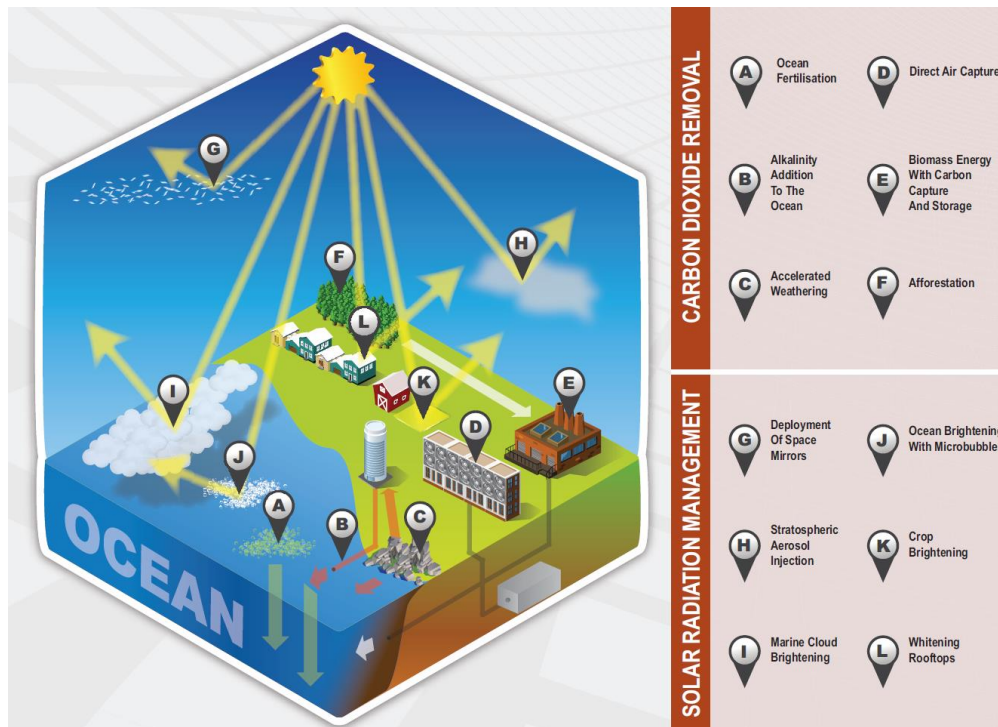 G
H
F
L
I
K
E
D
J
A
B
C
OCEAN
CARBON DIOXIDE REMOVAL
A
Ocean
Fertilisation
D
Direct Air Capture
B
Alkalinity
Addition
To The
Ocean
E
Biomass Energy
With Carbon
Capture
And Storage
C
Accelerated
Weathering
F
Afforestation
SOLAR RADIATION MANAGEMENT
G
Deployment
Of Space
Mirrors
J
Ocean Brightening
With Microbubble
H
Stratospheric
Aerosol
Injection
K
Crop
Brightening
I
Marine Cloud
Brightening
L
Whitening
Rooftops